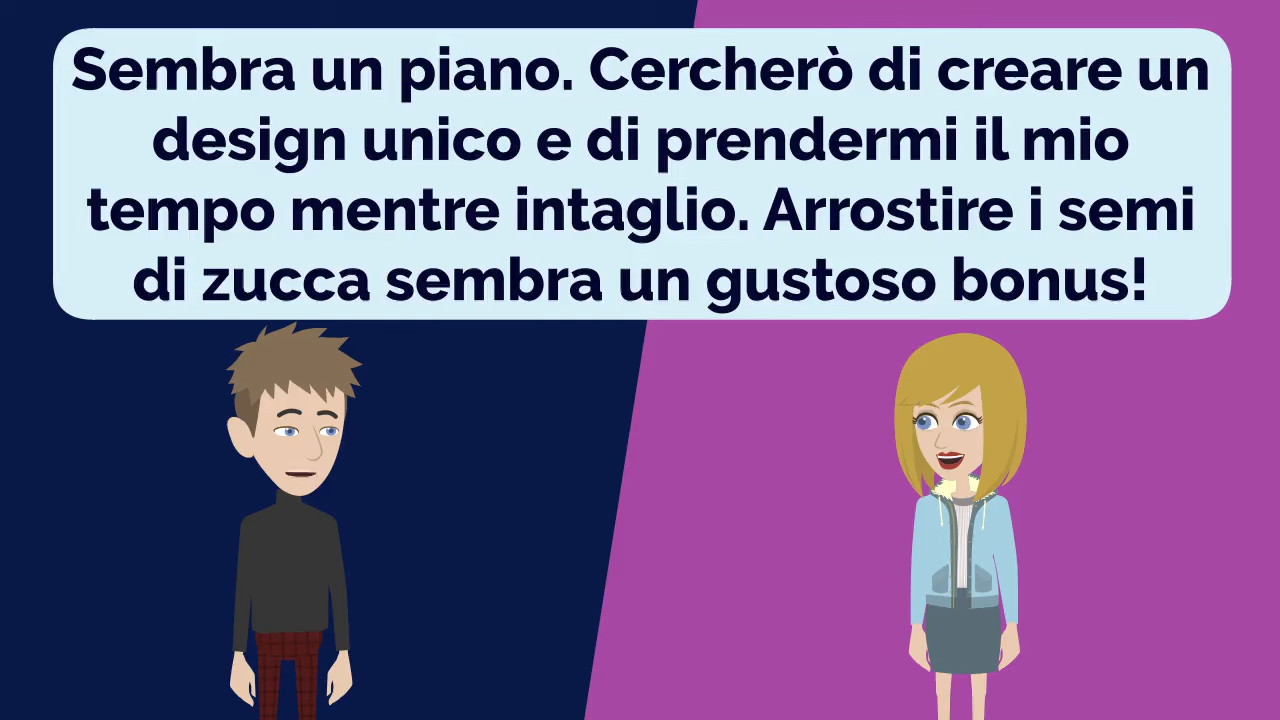 Sembra un piano. Cercherò di creare un
design unico e di prendermi il mio
tempo mentre intaglio. Arrostire i semi
di zucca sembra un gustoso bonus!